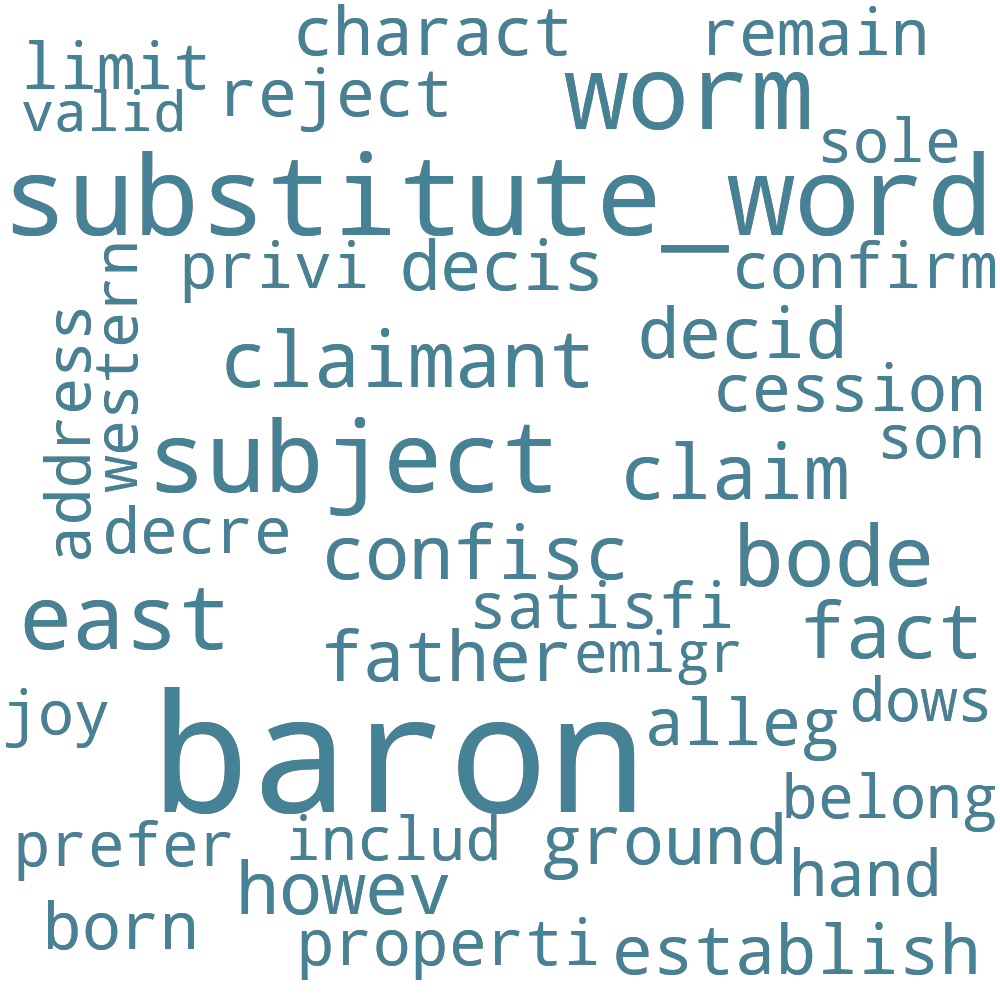 charact
remain
limit
reject
worm
valid
sole
substitute_word
privi
decis
confirm
western
address
claimant
decid
cession
subject
claim
son
decre
confisc
bode
east
satisfi
fact
father
emigr
joy
baron
alleg
dows
belong
prefer
includ
ground
hand
howev
born
properti
establish